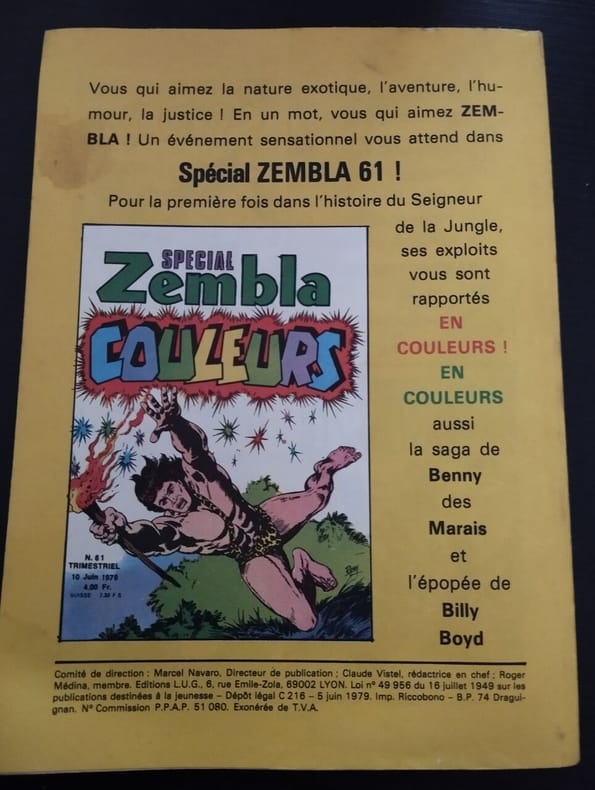 Vous qui aimez la nature exotique, l'aventure, l'hu-
mour, la justice ! En un mot, vous qui aimez ZEM-
BLA ! Un événement sensationnel vous attend dans
Spécial ZEMBLA 61 !
Pour la première fois dans l'histoire du Seigneur
de la Jungle,
ses exploits
vous sont
rapportés
EN
COULEURS !
EN
COULEURS
aussi
la saga de
Benny
des
Marais
et
l'épopée de
Billy
Boyd
SPECIAL
Zembla
COULEURS
N. 61
TRIMESTRIEL
10 Juin 1979
4,00 Fr.
SUISSE
Comité de direction : Marcel Navaro, Directeur de publication ; Claude Vistel, rédactrice en chef ; Roger
Médina, membre. Editions L.U.G., 6, rue Emile-Zola, 69002 LYON. Loi n° 49 956 du 16 juillet 1949 sur les
publications destinées à la jeunesse – Dépôt légal C 216 – 5 juin 1979. Imp. Riccobono – B.P. 74 Dragui-
gnan. N° Commission P.P.A.P. 51 080. Exonérée de T.V.A.